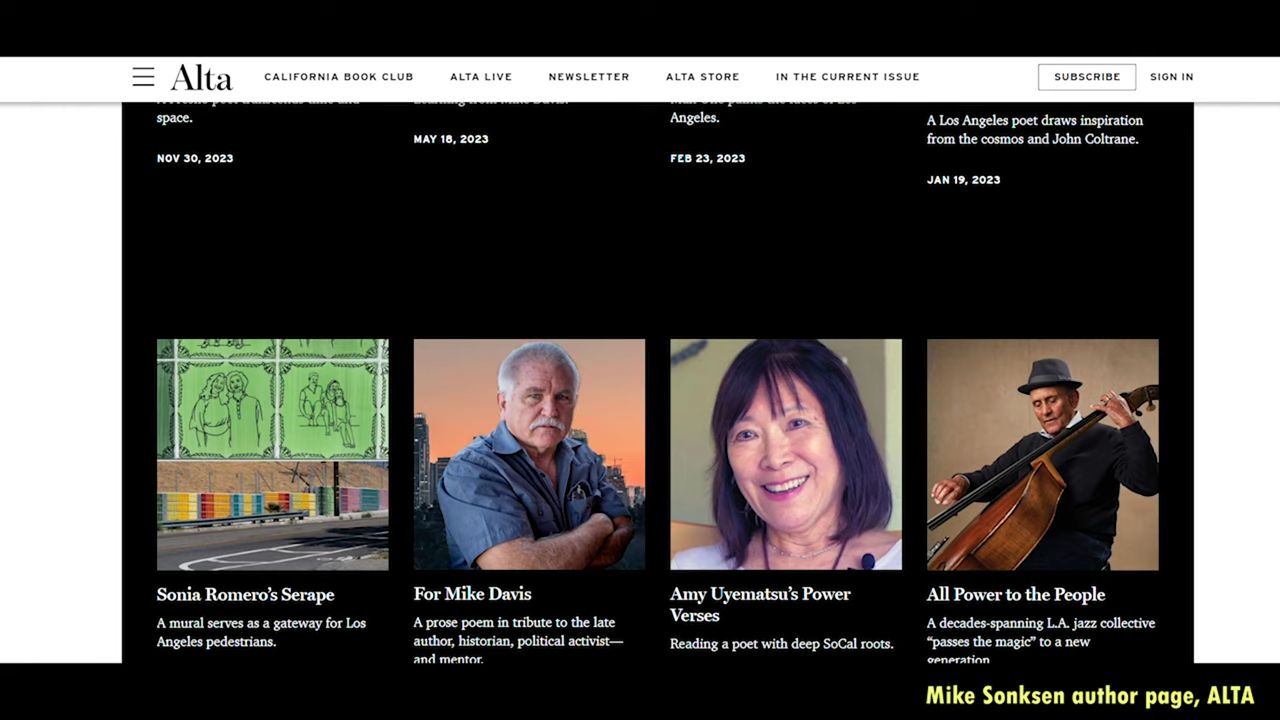 Alta
CALIFORNIA BOOK CLUB
ALTA LIVE
NEWSLETTER
ALTA STORE
IN THE CURRENT ISSUE
SUBSCRIBE
SIGN IN
space.
NOV 30, 2023
MAY 18, 2023
Angeles.
FEB 23, 2023
A Los Angeles poet draws inspiration
from the cosmos and John Coltrane.
JAN 19, 2023
Sonia Romero’s Serape
A mural serves as a gateway for Los
Angeles pedestrians.
For Mike Davis
A prose poem in tribute to the late
author, historian, political activist—
and mentor.
Amy Uyematsu’s Power
Verses
Reading a poet with deep SoCal roots.
All Power to the People
A decades-spanning L.A. jazz collective
“passes the magic” to a new
generation
Mike Sonksen author page, ALTA